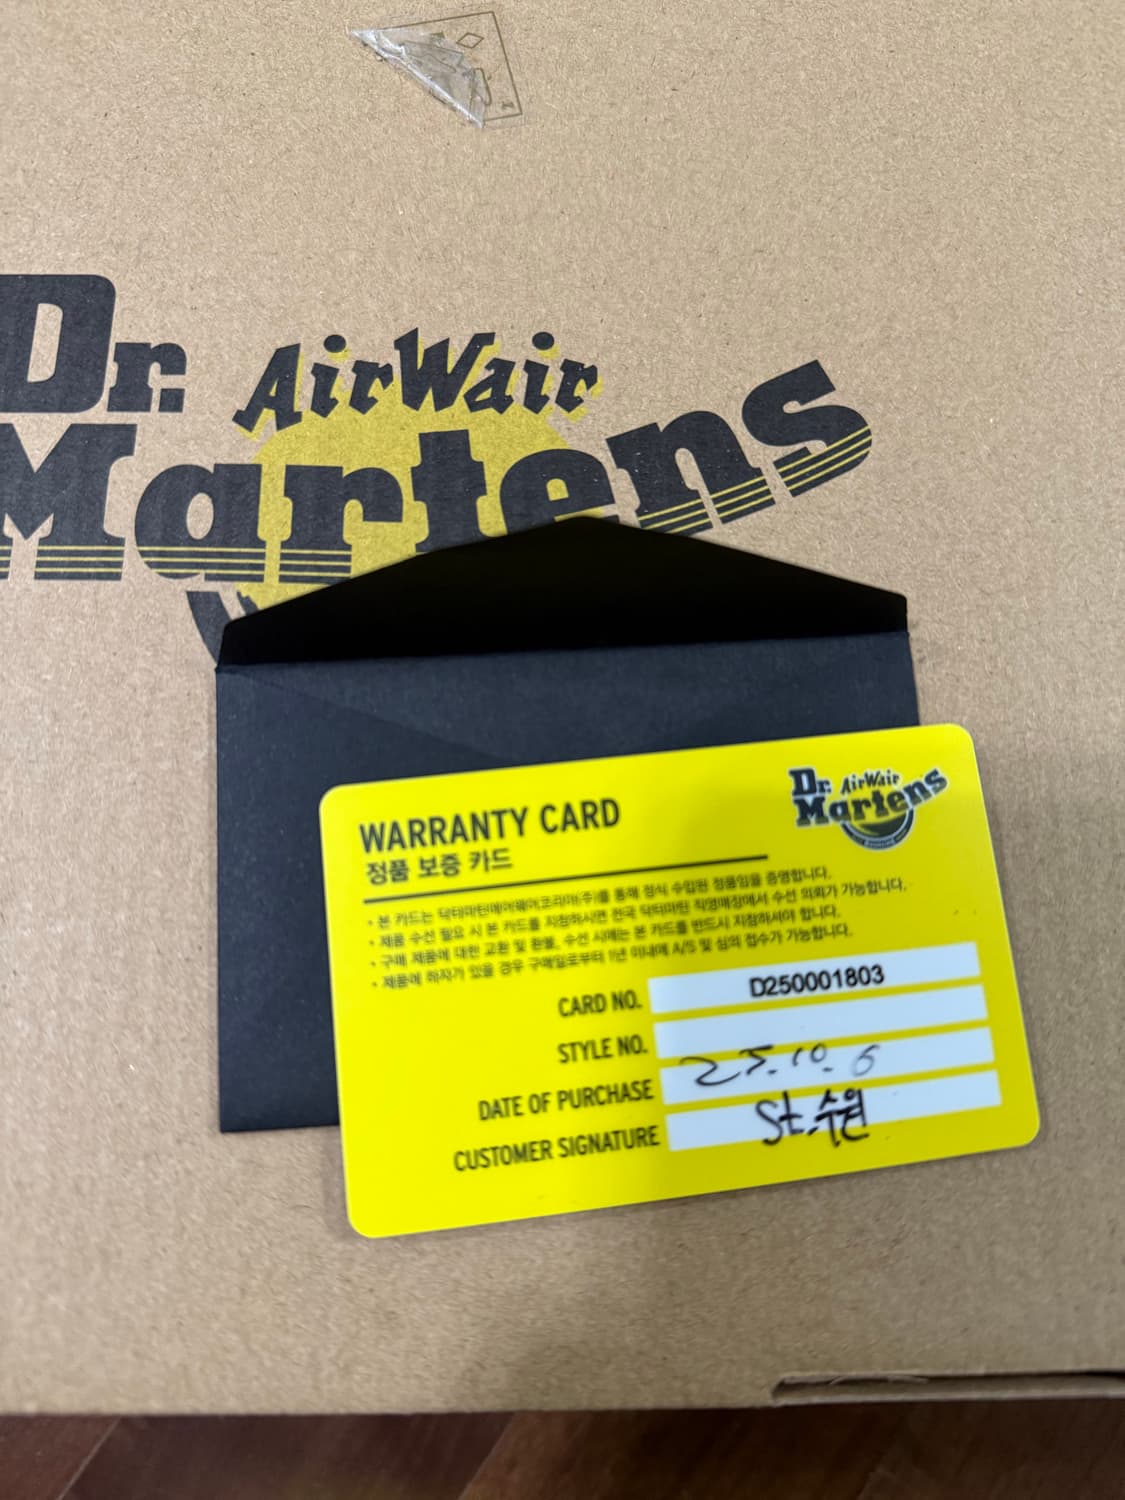 Dr. AirWair
Martens
WARRANTY CARD
정품 보증 카드
Dr. AirWair
Martens
• 본 카드는 닥터마틴에어웨어코리아(주)를 통해 정식 수입된 정품임을 증명합니다.
• 제품 수선 필요 시 본 카드를 지참하시면 전국 닥터마틴 직영매장에서 수선 의뢰가 가능합니다.
• 구매 제품에 대한 교환 및 환불, 수선 시에는 본 카드를 반드시 지참하셔야 합니다.
• 제품에 하자가 있을 경우 구매일로부터 1년 이내에 A/S 및 심의 접수가 가능합니다.
CARD NO. D250001803
STYLE NO.
DATE OF PURCHASE 25.10.6
CUSTOMER SIGNATURE St.수원